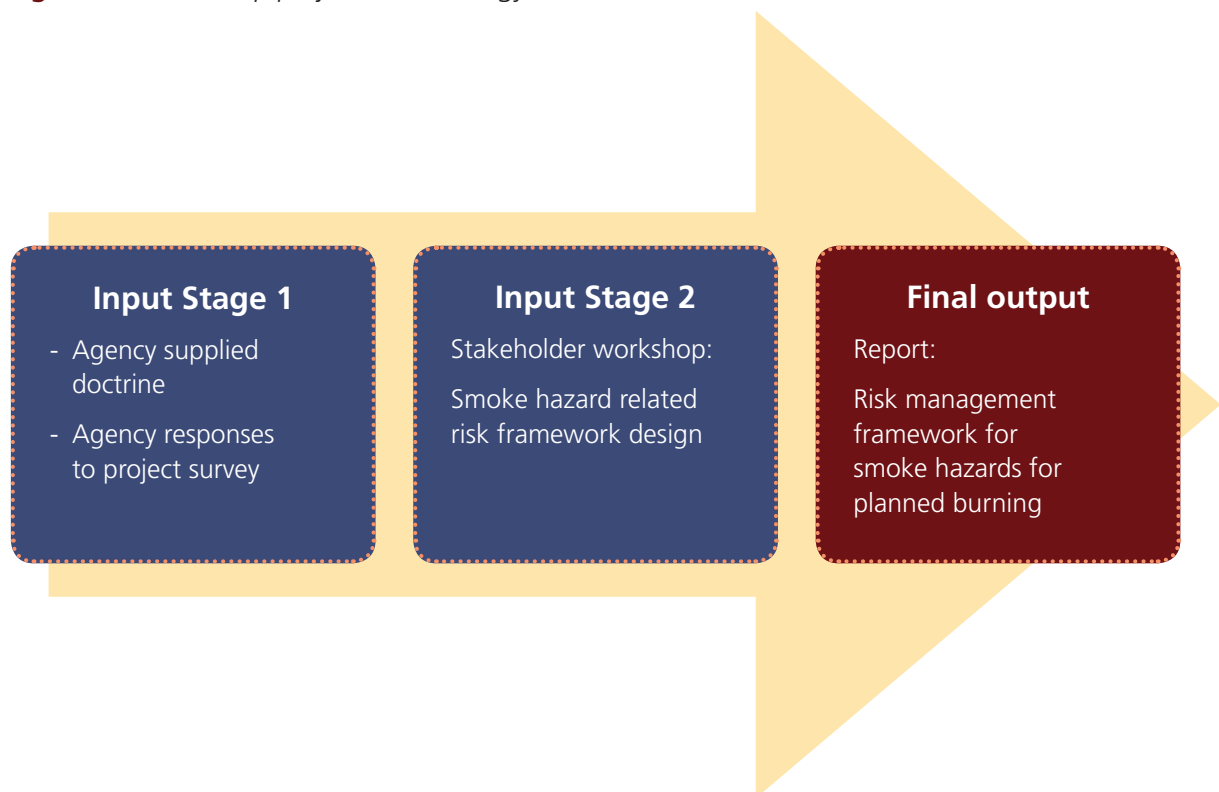 Input Stage 1
- Agency supplied
doctrine
- Agency responses
to project survey
Input Stage 2
Stakeholder workshop:
Smoke hazard related
risk framework design
Final output
Report:
Risk management
framework for
smoke hazards for
planned burning